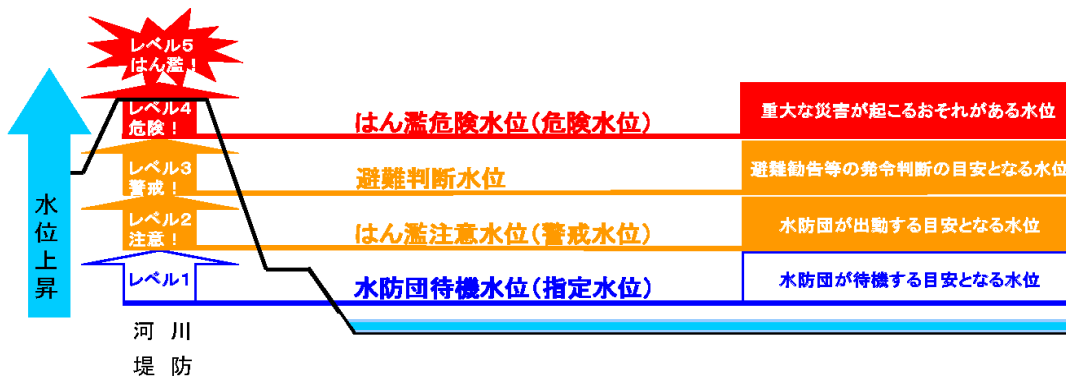 レベル5
はん濫!
レベル4
危険!
はん濫危険水位(危険水位)
重大な災害が起こるおそれがある水位
レベル3
警戒!
避難判断水位
避難勧告等の発令判断の目安となる水位
レベル2
注意!
はん濫注意水位(警戒水位)
水防団が出動する目安となる水位
レベル1
水防団待機水位(指定水位)
水防団が待機する目安となる水位
水位上昇
河川
堤防